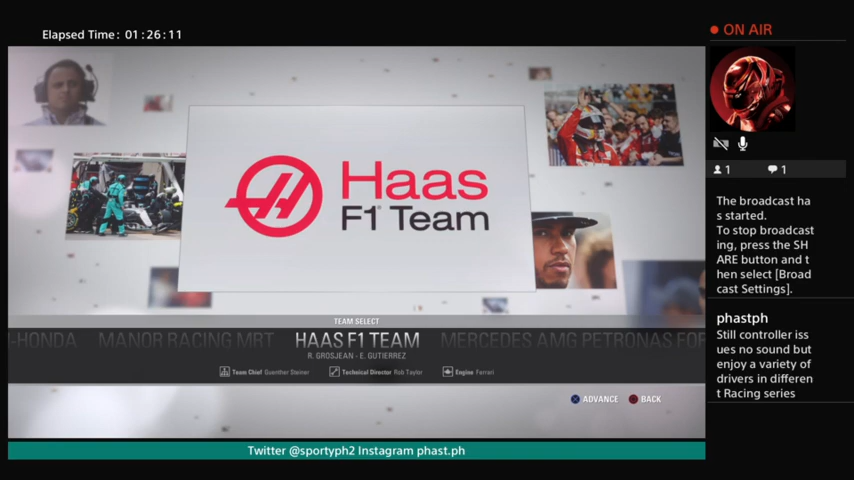 Elapsed Time: 01:26:11
ON AIR
1 1
Haas
F1 Team
The broadcast ha
s started.
To stop broadcast
ing, press the SH
ARE button and t
hen select [Broad
cast Settings].
phastph
Still controller iss
ues no sound but
enjoy a variety of
drivers in differen
t Racing series
TEAM SELECT
-HONDA MANOR RACING MRT HAAS F1 TEAM MERCEDES AMG PETRONAS FOR
R. GROSJEAN - E. GUTIERREZ
Team Chief Guenther Steiner Technical Director Rob Taylor Engine Ferrari
ADVANCE BACK
Twitter @sportyph2 Instagram phast.ph